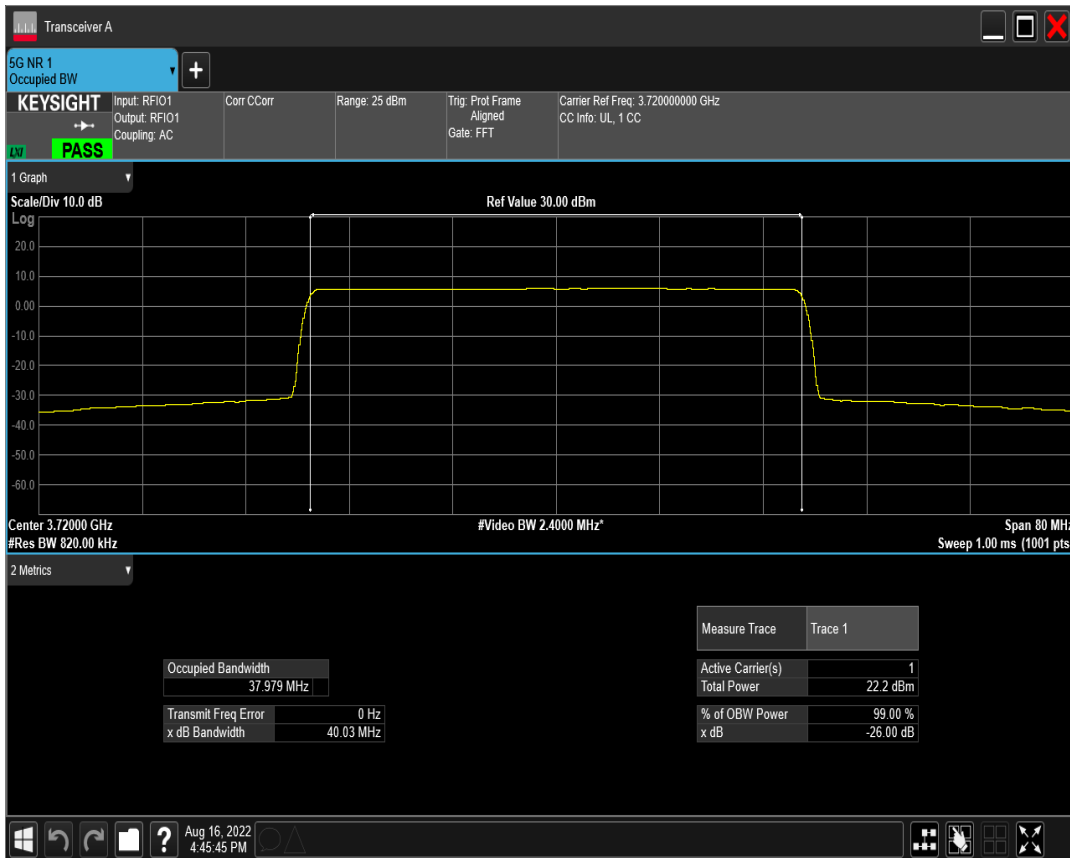 Transceiver A
5G NR 1
Occupied BW
+
KEYSIGHT
LXI
PASS
Input: RFIO1
Output: RFIO1
Coupling: AC
Corr CCorr
Range: 25 dBm
Trig: Prot Frame
Aligned
Gate: FFT
Carrier Ref Freq: 3.720000000 GHz
CC Info: UL, 1 CC
1 Graph
Scale/Div 10.0 dB
Ref Value 30.00 dBm
Log
20.0
10.0
0.00
-10.0
-20.0
-30.0
-40.0
-50.0
-60.0
Center 3.72000 GHz
#Video BW 2.4000 MHz*
Span 80 MHz
#Res BW 820.00 kHz
Sweep 1.00 ms (1001 pts
2 Metrics
Measure Trace Trace 1
Occupied Bandwidth
37.979 MHz
Active Carrier(s) 1
Total Power 22.2 dBm
Transmit Freq Error 0 Hz
x dB Bandwidth 40.03 MHz
% of OBW Power 99.00 %
x dB -26.00 dB
?
Aug 16, 2022
4:45:45 PM